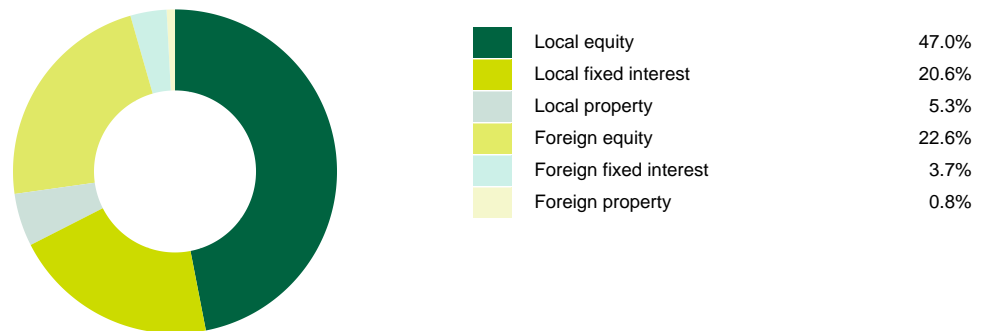 Local equity 47.0%
Local fixed interest 20.6%
Local property 5.3%
Foreign equity 22.6%
Foreign fixed interest 3.7%
Foreign property 0.8%